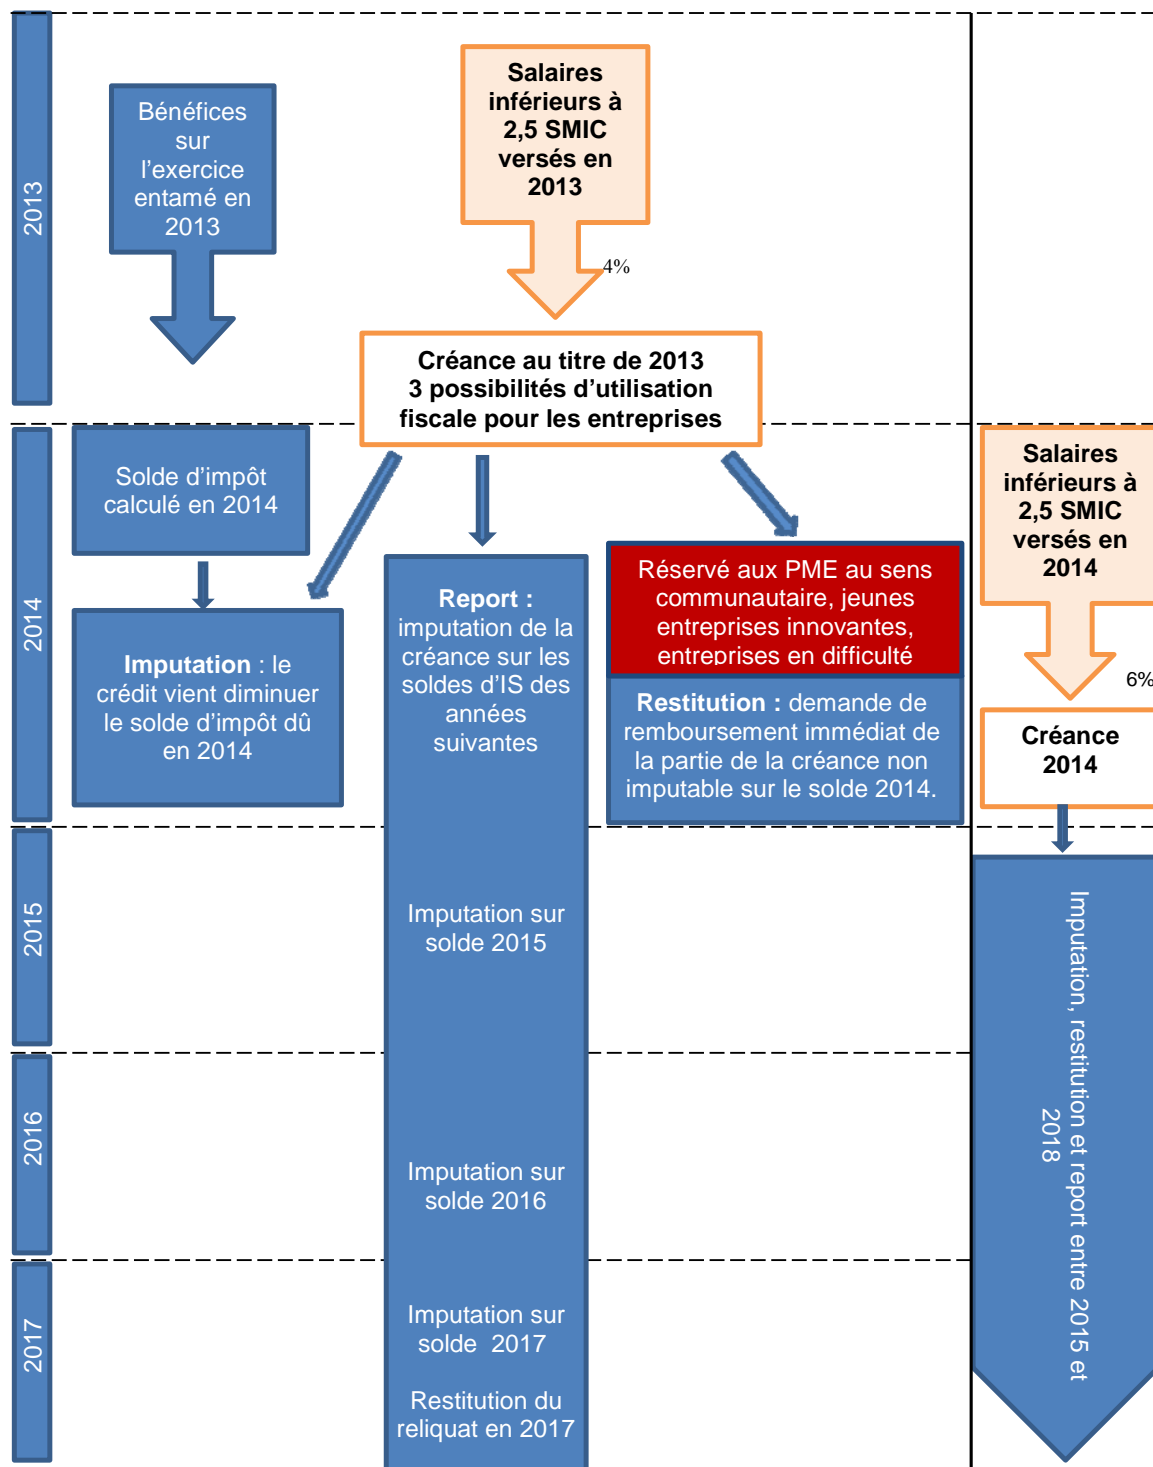 2013
Bénéfices
sur
l’exercice
entamé en
2013
Salaires
inférieurs à
2,5 SMIC
versés en
2013
4%
Créance au titre de 2013
3 possibilités d’utilisation
fiscale pour les entreprises
2014
Solde d’impôt
calculé en 2014
Imputation : le
crédit vient diminuer
le solde d’impôt dû
en 2014
Report :
imputation de la
créance sur les
soldes d’IS des
années
suivantes
Réservé aux PME au sens
communautaire, jeunes
entreprises innovantes,
entreprises en difficulté
Restitution : demande de
remboursement immédiat de
la partie de la créance non
imputable sur le solde 2014.
Salaires
inférieurs à
2,5 SMIC
versés en
2014
6%
Créance
2014
2015
Imputation sur
solde 2015
2016
Imputation sur
solde 2016
2017
Imputation sur
solde  2017
Restitution du
reliquat en 2017
Imputation, restitution et report entre 2015 et
2018